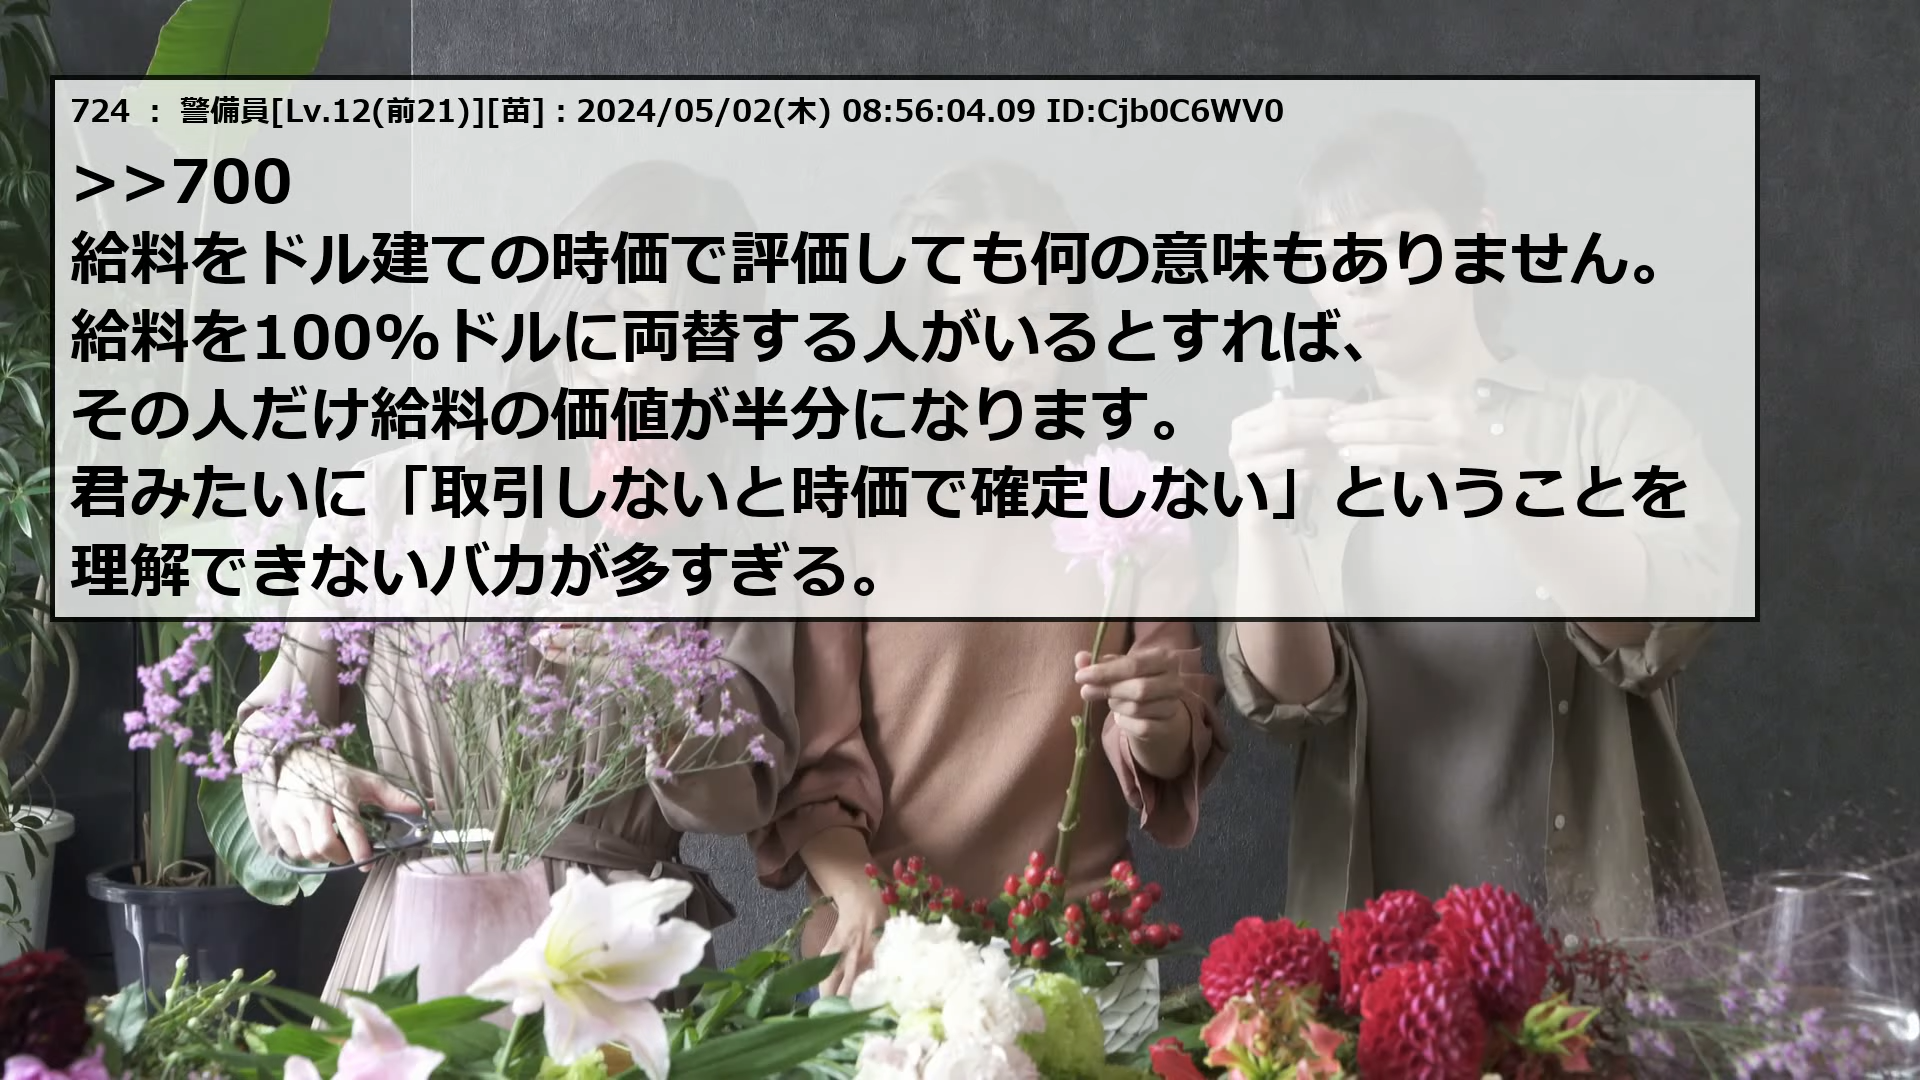 724 : 警備員[Lv.12(前21)][苗] : 2024/05/02(木) 08:56:04.09 ID:Cjb0C6WV0
>>700
給料をドル建ての時価で評価しても何の意味もありません。
給料を100%ドルに両替する人がいるとすれば、
その人だけ給料の価値が半分になります。
君みたいに「取引しないと時価で確定しない」ということを
理解できないバカが多すぎる。